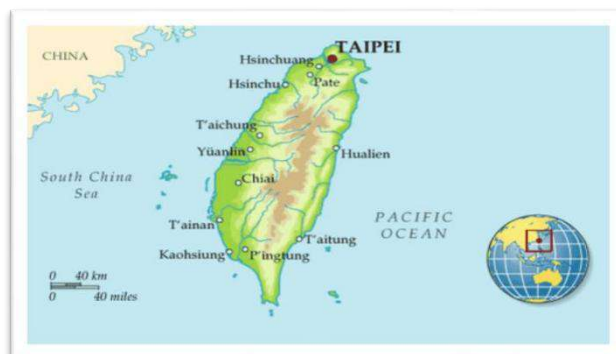 TAIPEI
CHINA
Hsinchuang
Hsinchu
Pate
T'aichung
Yüanlin
Hualien
South China
Sea
Chiai
PACIFIC
OCEAN
T'ainan
T'aitung
Kaohsiung
P'ingtung
0 40 km
0 40 miles